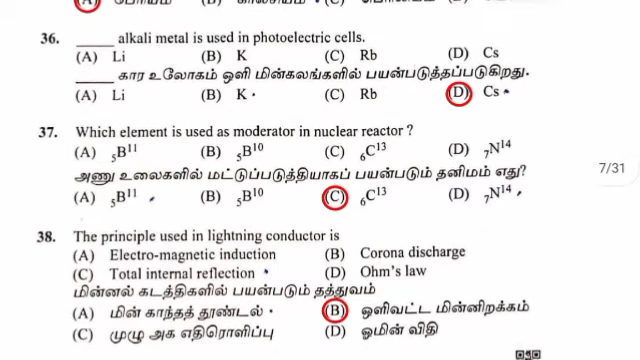 36. _____ alkali metal is used in photoelectric cells.
(A) Li (B) K (C) Rb (D) Cs
_____ கார உலோகம் ஒளி மின்கலங்களில் பயன்படுத்தப்படுகிறது.
(A) Li (B) K (C) Rb (D) Cs
37. Which element is used as moderator in nuclear reactor ?
(A) ₅B¹¹ (B) ₅B¹⁰ (C) ₆C¹³ (D) ₇N¹⁴
அணு உலைகளில் மட்டுப்படுத்தியாகப் பயன்படும் தனிமம் எது?
(A) ₅B¹¹ (B) ₅B¹⁰ (C) ₆C¹³ (D) ₇N¹⁴
7/31
38. The principle used in lightning conductor is
(A) Electro-magnetic induction (B) Corona discharge
(C) Total internal reflection (D) Ohm's law
மின்னல் கடத்திகளில் பயன்படும் தத்துவம்
(A) மின் காந்தத் தூண்டல் (B) ஒளிவட்ட மின்னிறக்கம்
(C) முழு அக எதிரொளிப்பு (D) ஓமின் விதி